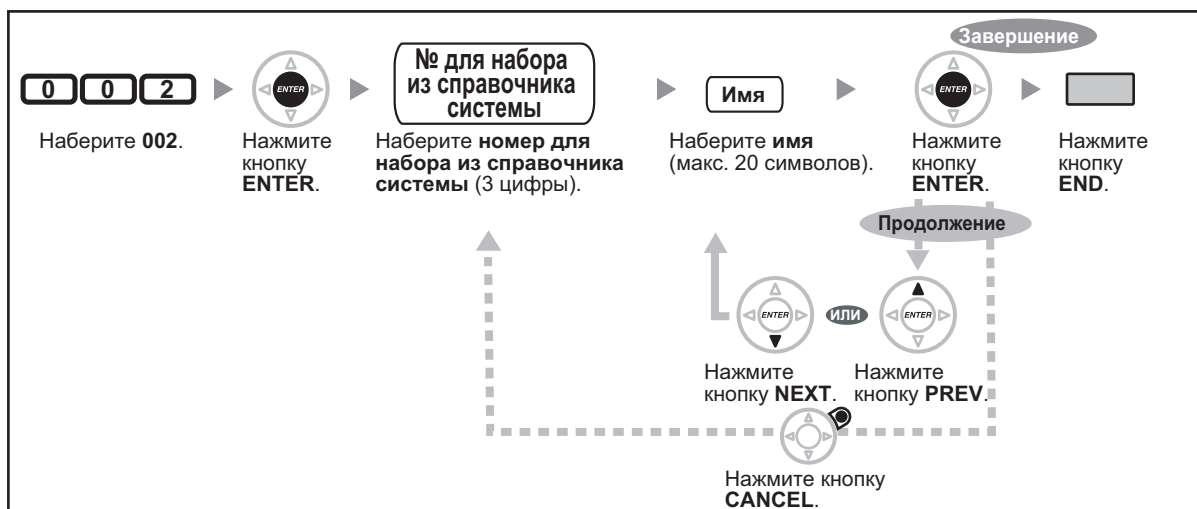 Завершение
0 0 2
ENTER
№ для набора
из справочника
системы
Имя
ENTER
Наберите 002.
Нажмите
кнопку
ENTER.
Наберите номер для
набора из справочника
системы (3 цифры).
Наберите имя
(макс. 20 символов).
Нажмите
кнопку
ENTER.
Нажмите
кнопку
END.
Продолжение
ENTER
ИЛИ
ENTER
Нажмите
кнопку NEXT.
Нажмите
кнопку PREV.
Нажмите кнопку
CANCEL.